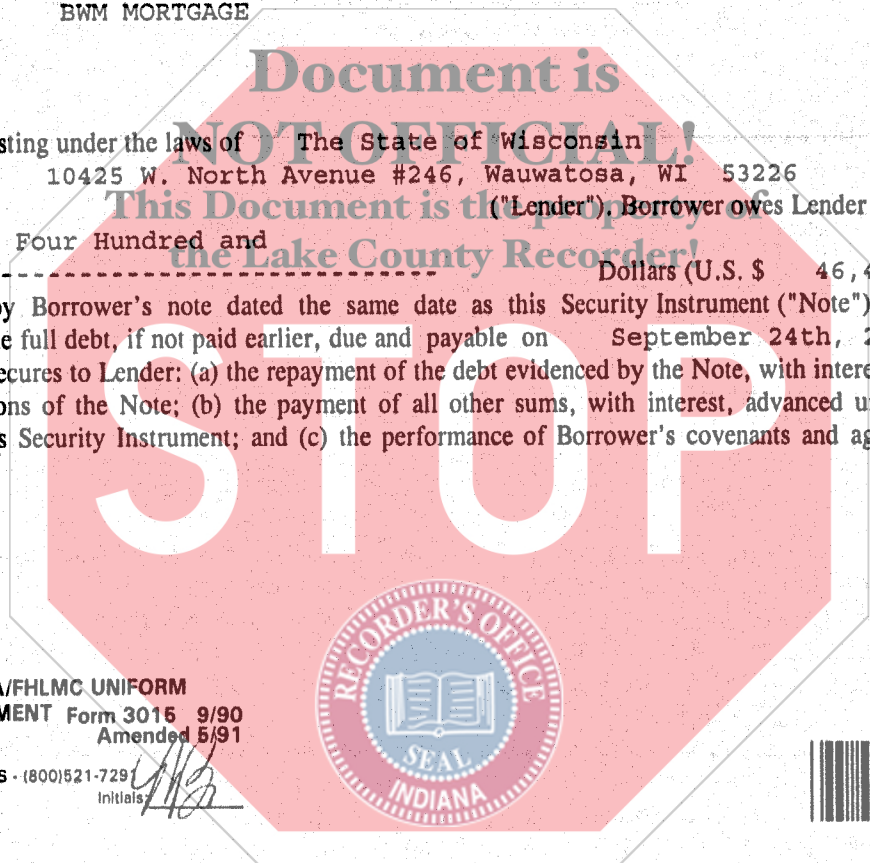 BWM MORTGAGE
Document is
NOT OFFICIAL!
sting under the laws of The State of Wisconsin
10425 W. North Avenue #246, Wauwatosa, WI 53226
This Document is the property of
("Lender"). Borrower owes Lender
Four Hundred and
the Lake County Recorder!
Dollars (U.S. $ 46,4
by Borrower's note dated the same date as this Security Instrument ("Note")
e full debt, if not paid earlier, due and payable on September 24th, 2
ecures to Lender: (a) the repayment of the debt evidenced by the Note, with intere
ons of the Note; (b) the payment of all other sums, with interest, advanced u
s Security Instrument; and (c) the performance of Borrower's covenants and ag
STOP
RECORDER'S OFFICE
SEAL
INDIANA
A/FHLMC UNIFORM
MENT Form 3015 9/90
Amended 5/91
S - (800)521-7291
Initials: